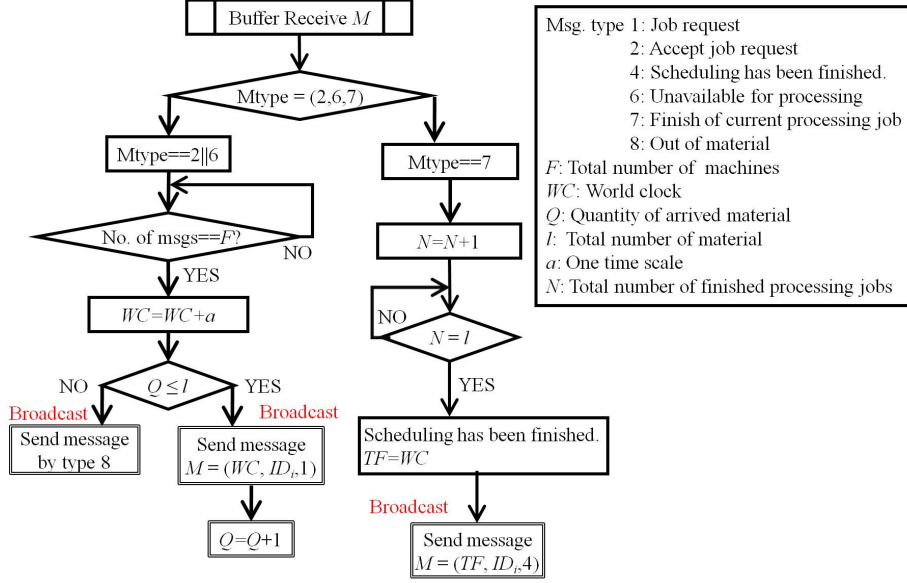 Buffer Receive M
Mtype = (2,6,7)
Mtype==2||6
No. of msgs==F?
NO
YES
WC=WC+a
Q ≤ l
NO
YES
Broadcast
Broadcast
Send message
by type 8
Send message
M = (WC, IDi,1)
Q=Q+1
Mtype==7
N=N+1
NO
N = l
YES
Scheduling has been finished.
TF=WC
Broadcast
Send message
M = (TF, IDi,4)
Msg. type 1: Job request
2: Accept job request
4: Scheduling has been finished.
6: Unavailable for processing
7: Finish of current processing job
8: Out of material
F: Total number of machines
WC: World clock
Q: Quantity of arrived material
l: Total number of material
a: One time scale
N: Total number of finished processing jobs